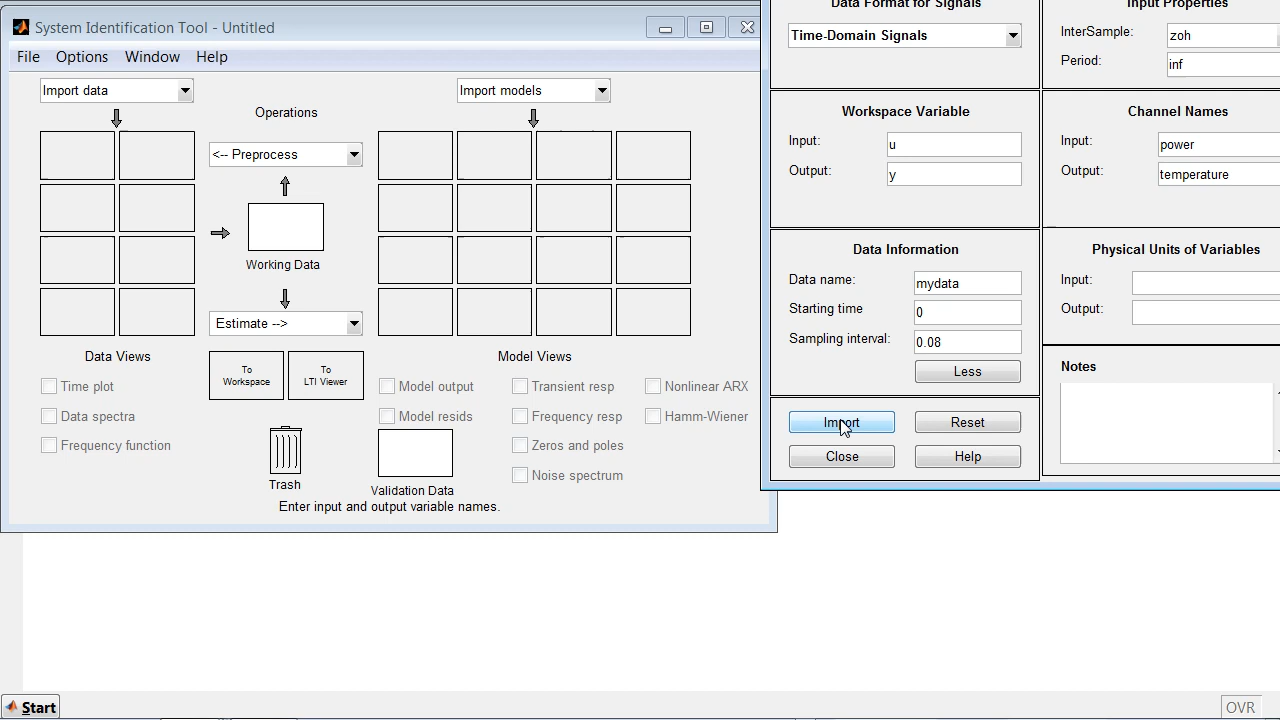 System Identification Tool - Untitled
File Options Window Help
Import data
Import models
Operations
<-- Preprocess
Working Data
Estimate -->
Data Views
Model Views
To
Workspace
To
LTI Viewer
Time plot
Data spectra
Frequency function
Model output
Model resids
Transient resp
Frequency resp
Zeros and poles
Noise spectrum
Nonlinear ARX
Hamm-Wiener
Trash
Validation Data
Enter input and output variable names.
Data Format for Signals
Time-Domain Signals
Workspace Variable
Input: u
Output: y
Data Information
Data name: mydata
Starting time 0
Sampling interval: 0.08
Less
Import
Reset
Close
Help
Input Properties
InterSample: zoh
Period: inf
Channel Names
Input: power
Output: temperature
Physical Units of Variables
Input:
Output:
Notes
Start
OVR